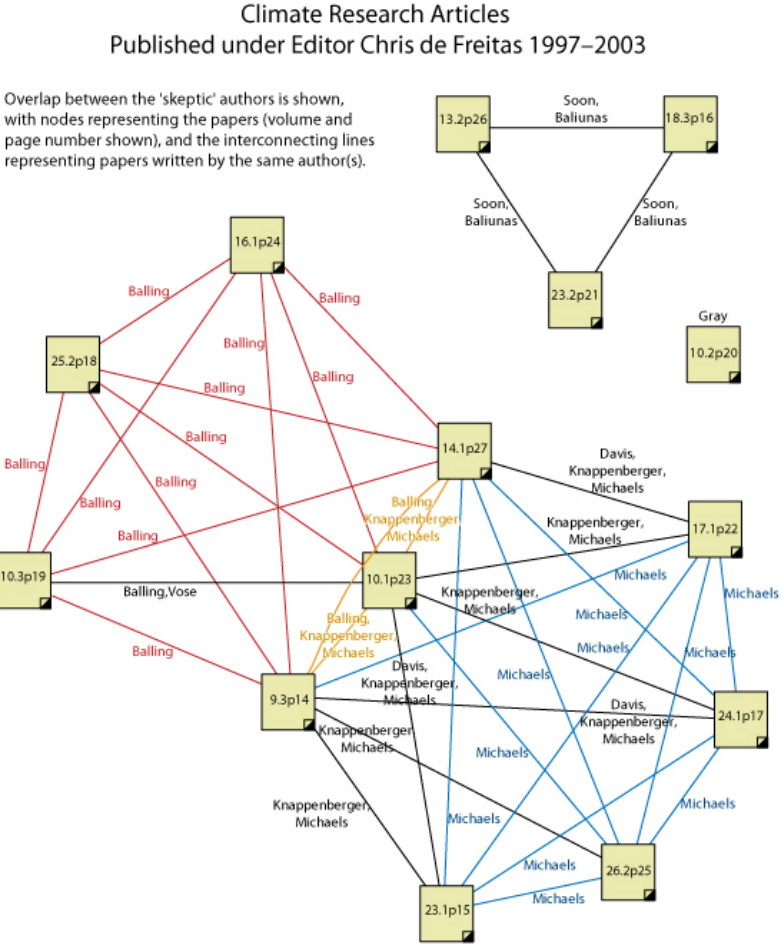 Climate Research Articles
Published under Editor Chris de Freitas 1997–2003
Overlap between the 'skeptic' authors is shown,
with nodes representing the papers (volume and
page number shown), and the interconnecting lines
representing papers written by the same author(s).
13.2p26
Soon,
Baliunas
18.3p16
Soon,
Baliunas
Soon,
Baliunas
23.2p21
Gray
10.2p20
16.1p24
Balling
Balling
25.2p18
Balling
Balling
Balling
Balling
14.1p27
Balling
Balling
Balling
Balling
Davis,
Knappenberger,
Michaels
Balling,
Knappenberger,
Michaels
Knappenberger,
Michaels
17.1p22
10.3p19
Balling,Vose
10.1p23
Michaels
Michaels
Knappenberger,
Michaels
Michaels
Balling,
Knappenberger,
Michaels
Michaels
Michaels
Balling
Davis,
Knappenberger,
Michaels
Michaels
9.3p14
Davis,
Knappenberger,
Michaels
24.1p17
Knappenberger,
Michaels
Michaels
Knappenberger,
Michaels
Michaels
Michaels
Michaels
26.2p25
Michaels
23.1p15